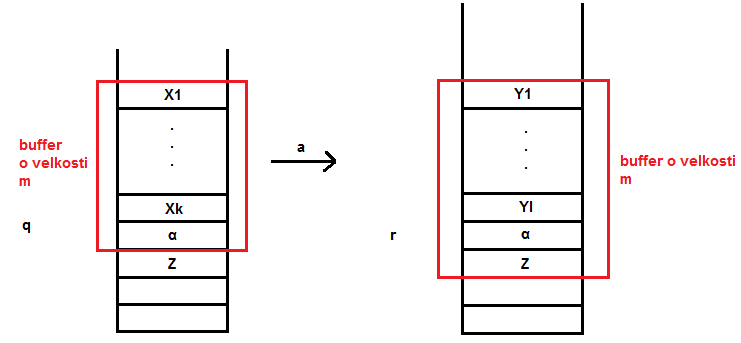 buffer
o velkosti
m
q
X1
.
.
.
Xk
α
Z
a
r
Y1
.
.
.
Yl
α
Z
buffer o velkosti
m